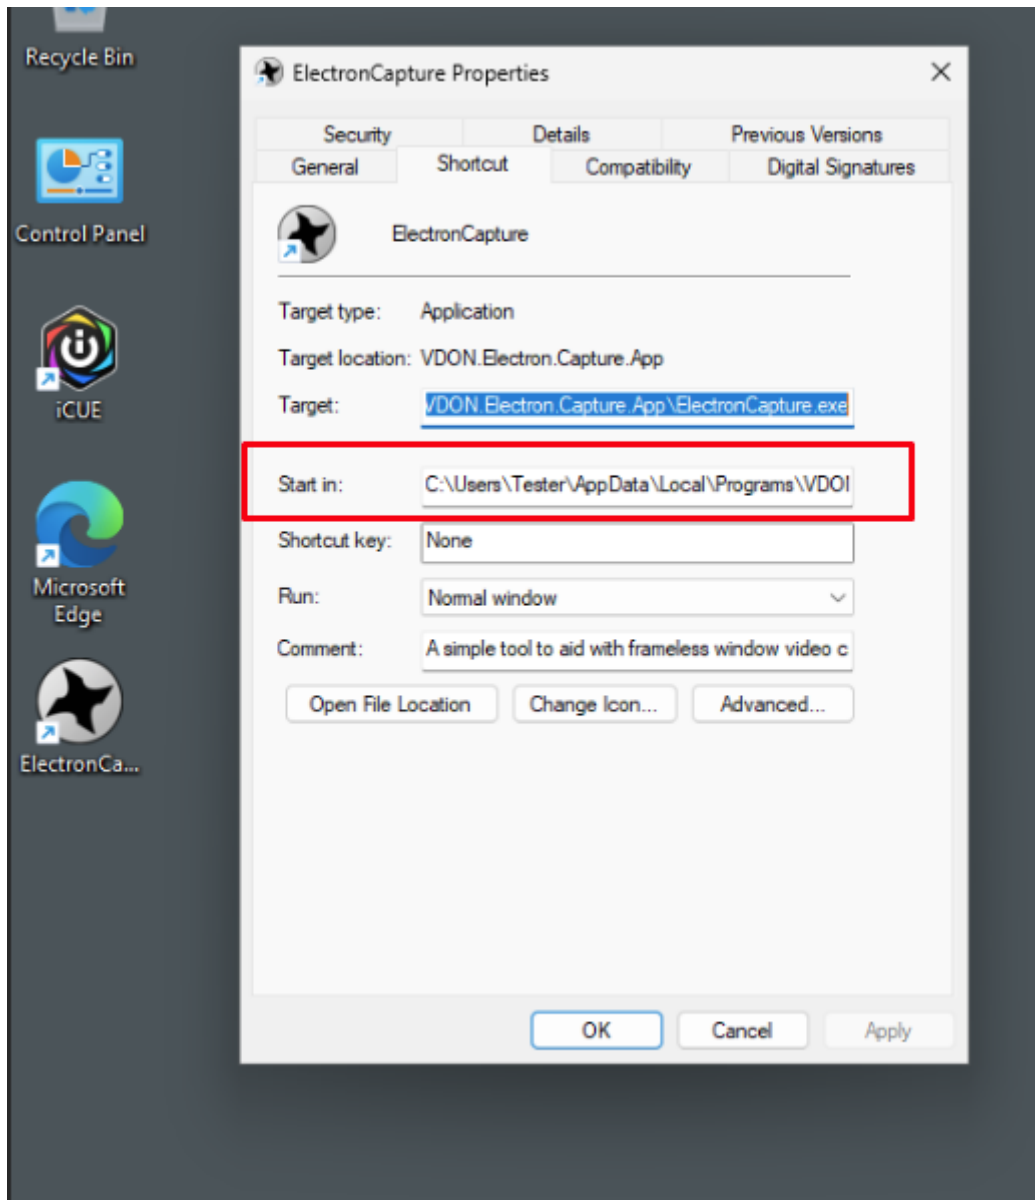 Recycle Bin
Control Panel
iCUE
Microsoft
Edge
ElectronCa...
ElectronCapture Properties
Security Details Previous Versions
General Shortcut Compatibility Digital Signatures
ElectronCapture
Target type: Application
Target location: VDON.Electron.Capture.App
Target: VDON.Electron.Capture.App\ElectronCapture.exe
Start in: C:\Users\Tester\AppData\Local\Programs\VDON
Shortcut key: None
Run: Normal window
Comment: A simple tool to aid with frameless window video c
Open File Location Change Icon... Advanced...
OK Cancel Apply